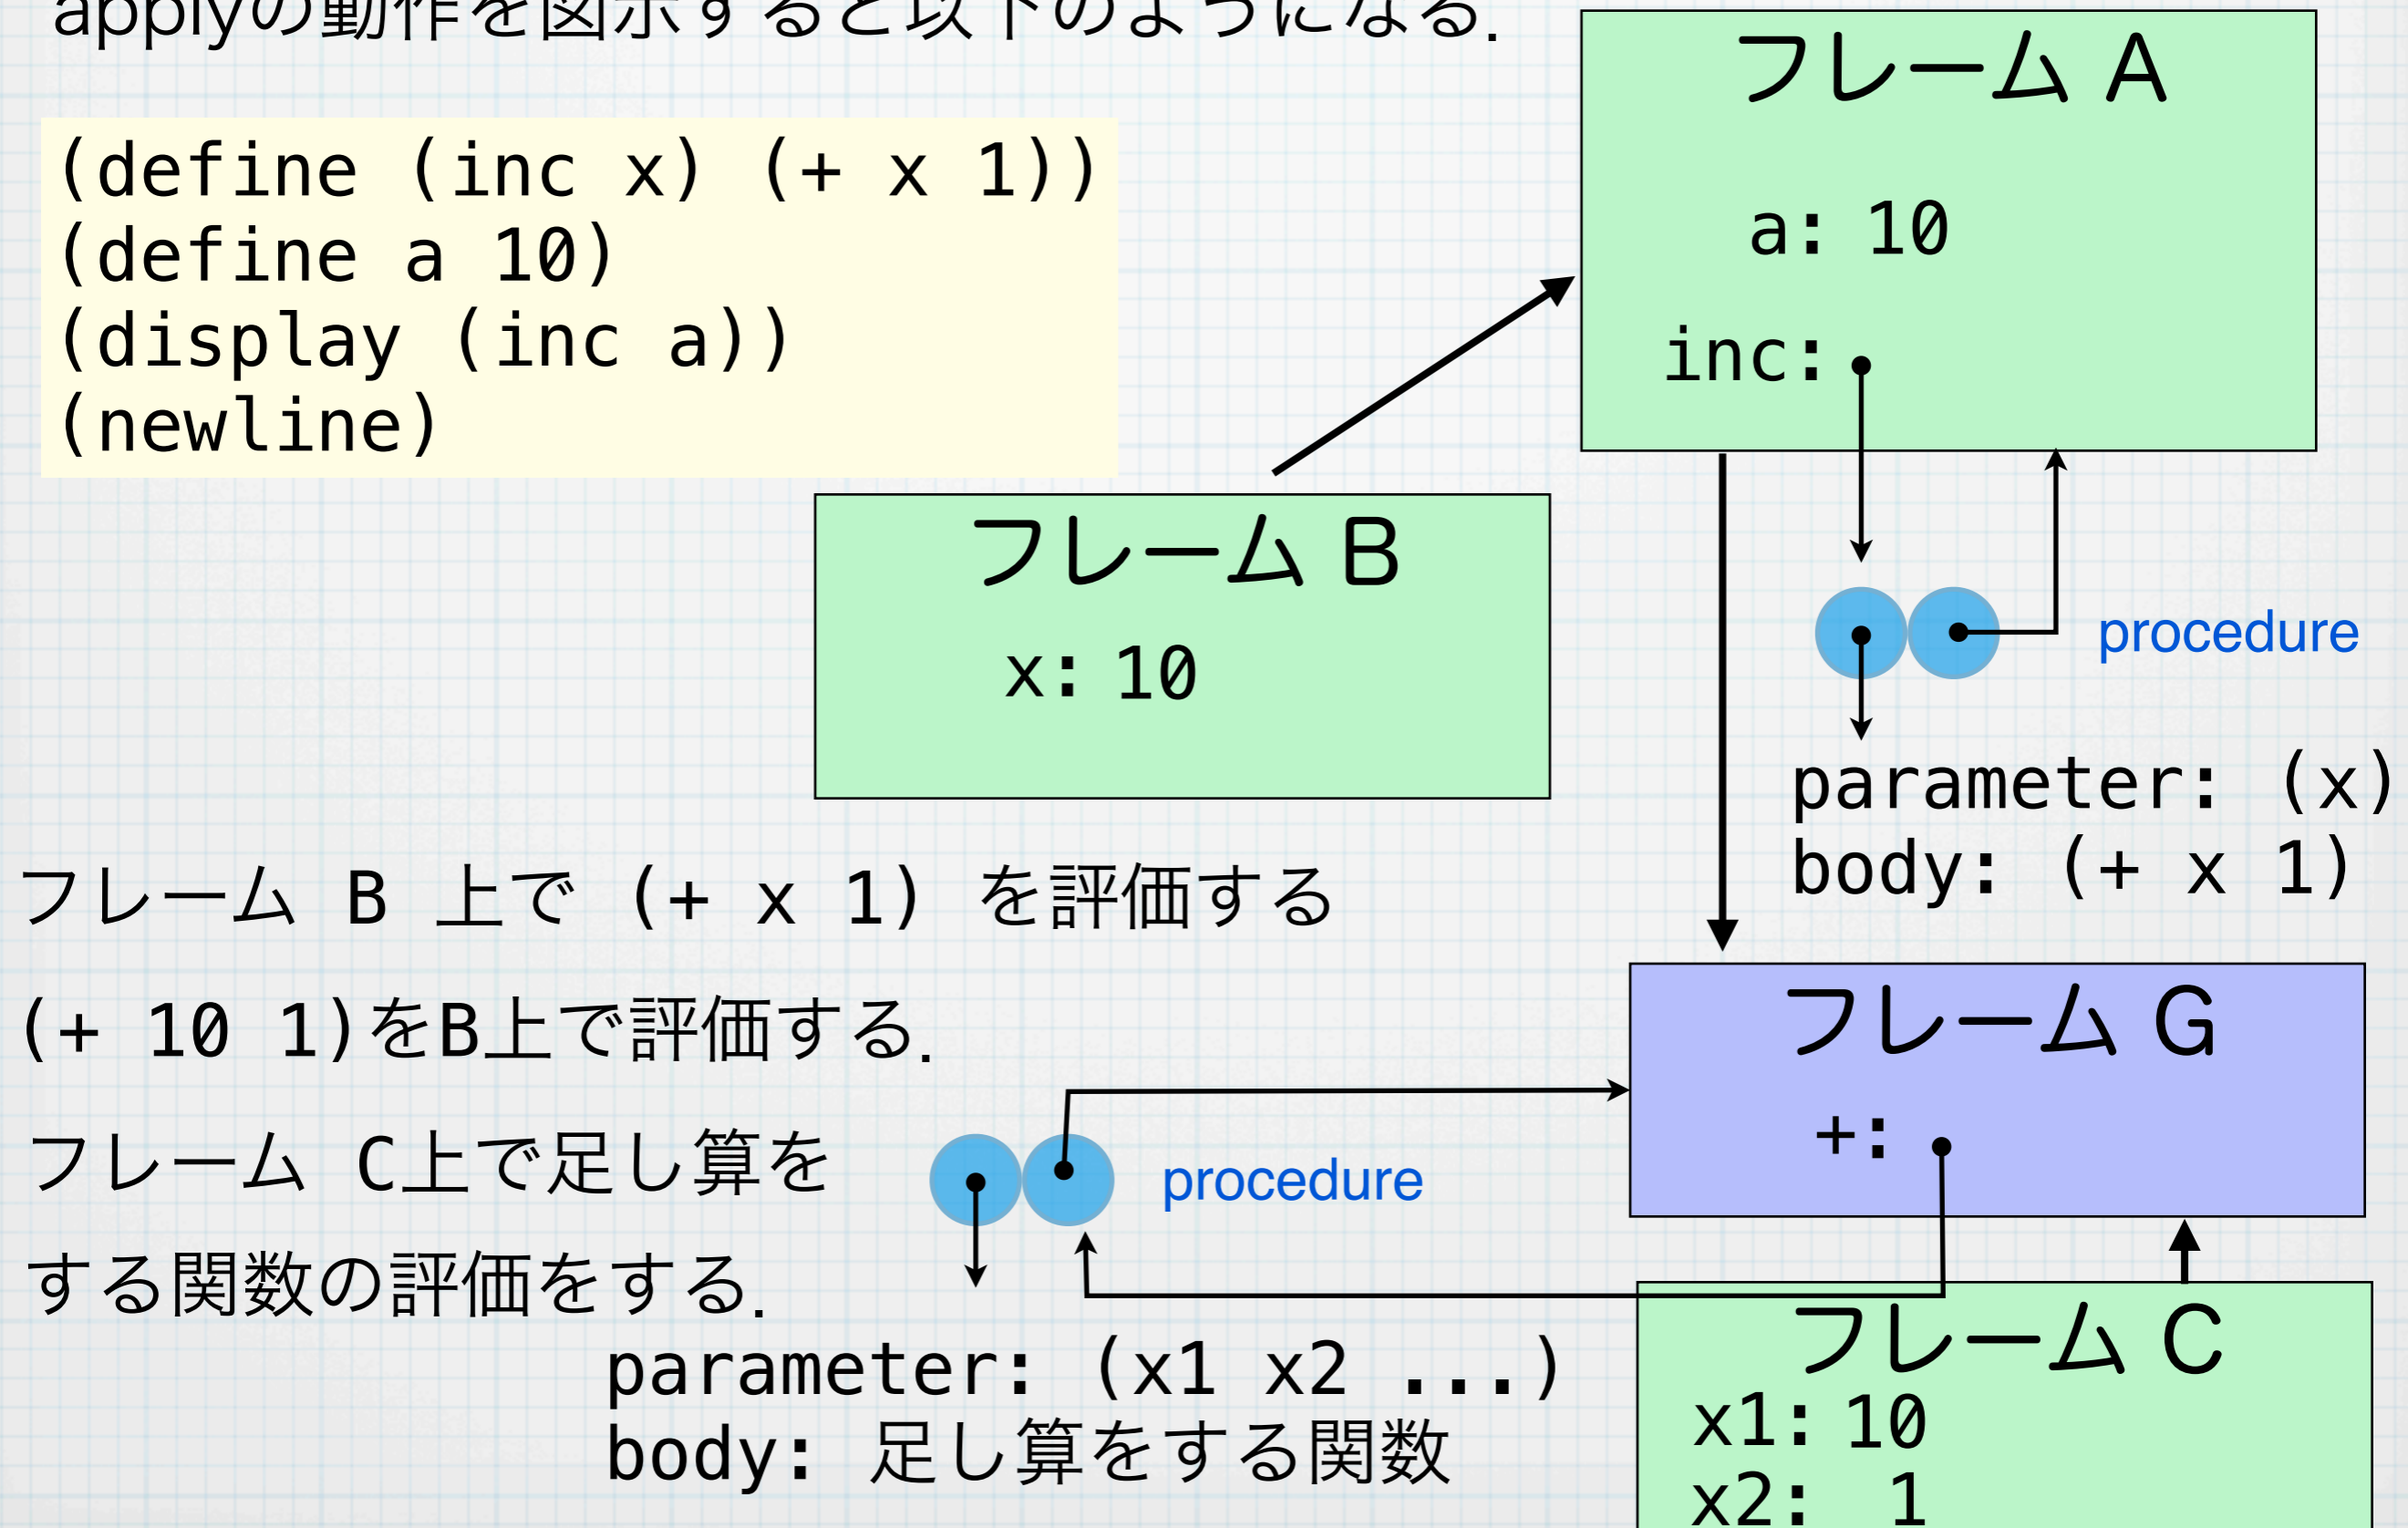 applyの動作を図示すると以下のようになる.
(define (inc x) (+ x 1))
(define a 10)
(display (inc a))
(newline)
フレーム A
a: 10
inc:
フレーム B
x: 10
procedure
parameter: (x)
body: (+ x 1)
フレーム B 上で (+ x 1) を評価する
(+ 10 1)をB上で評価する.
フレーム C上で足し算を
する関数の評価をする.
procedure
parameter: (x1 x2 ...)
body: 足し算をする関数
フレーム G
+:
フレーム C
x1: 10
x2: 1